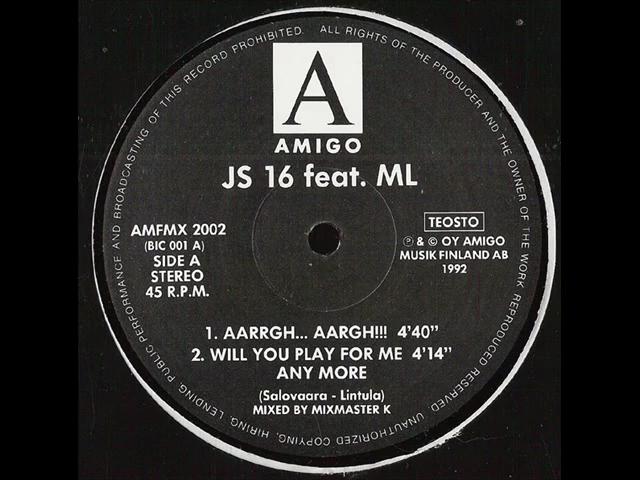 ALL RIGHTS OF THE PRODUCER AND THE OWNER OF THE WORK REPRODUCED RESERVED. UNAUTHORIZED COPYING, HIRING, LENDING, PUBLIC PERFORMANCE AND BROADCASTING OF THIS RECORD PROHIBITED.
A
AMIGO
JS 16 feat. ML
AMFMX 2002
(BIC 001 A)
SIDE A
STEREO
45 R.P.M.
TEOSTO
℗ & © OY AMIGO
MUSIK FINLAND AB
1992
1. AARRGH... AARGH!!! 4'40"
2. WILL YOU PLAY FOR ME 4'14"
ANY MORE
(Salovaara - Lintula)
MIXED BY MIXMASTER K